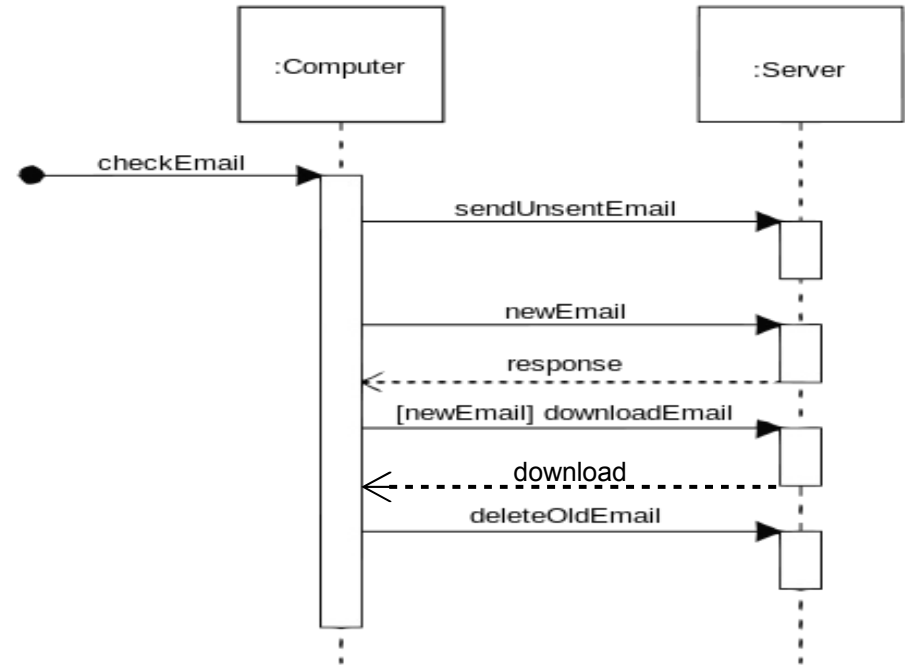 :Computer
:Server
checkEmail
sendUnsentEmail
newEmail
response
[newEmail] downloadEmail
download
deleteOldEmail